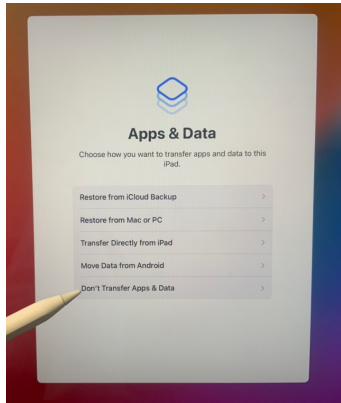 Apps & Data
Choose how you want to transfer apps and data to this
iPad.
Restore from iCloud Backup
Restore from Mac or PC
Transfer Directly from iPad
Move Data from Android
Don't Transfer Apps & Data